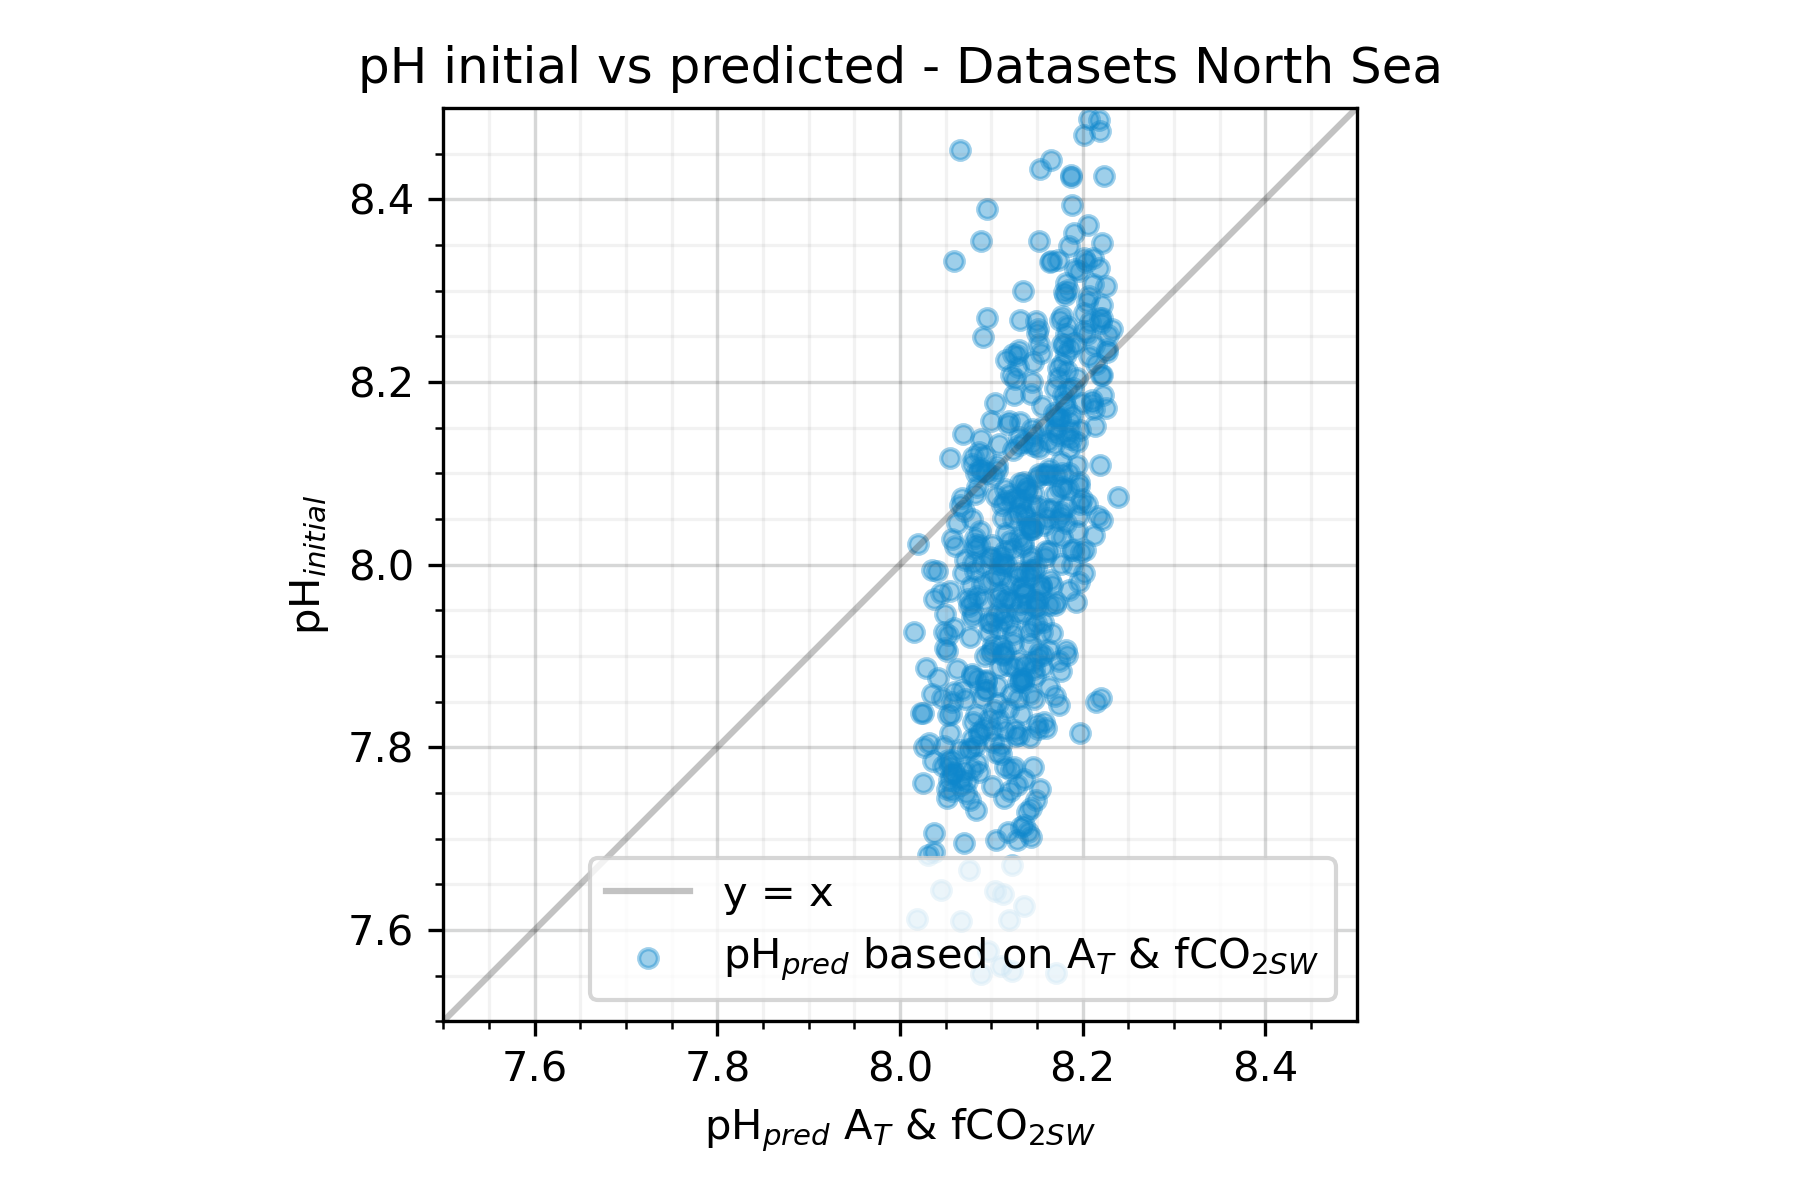 pH initial vs predicted - Datasets North Sea
8.4
8.2
8.0
7.8
7.6
pH_initial
y = x
pH_pred based on A_T & fCO_2SW
7.6 7.8 8.0 8.2 8.4
pH_pred A_T & fCO_2SW